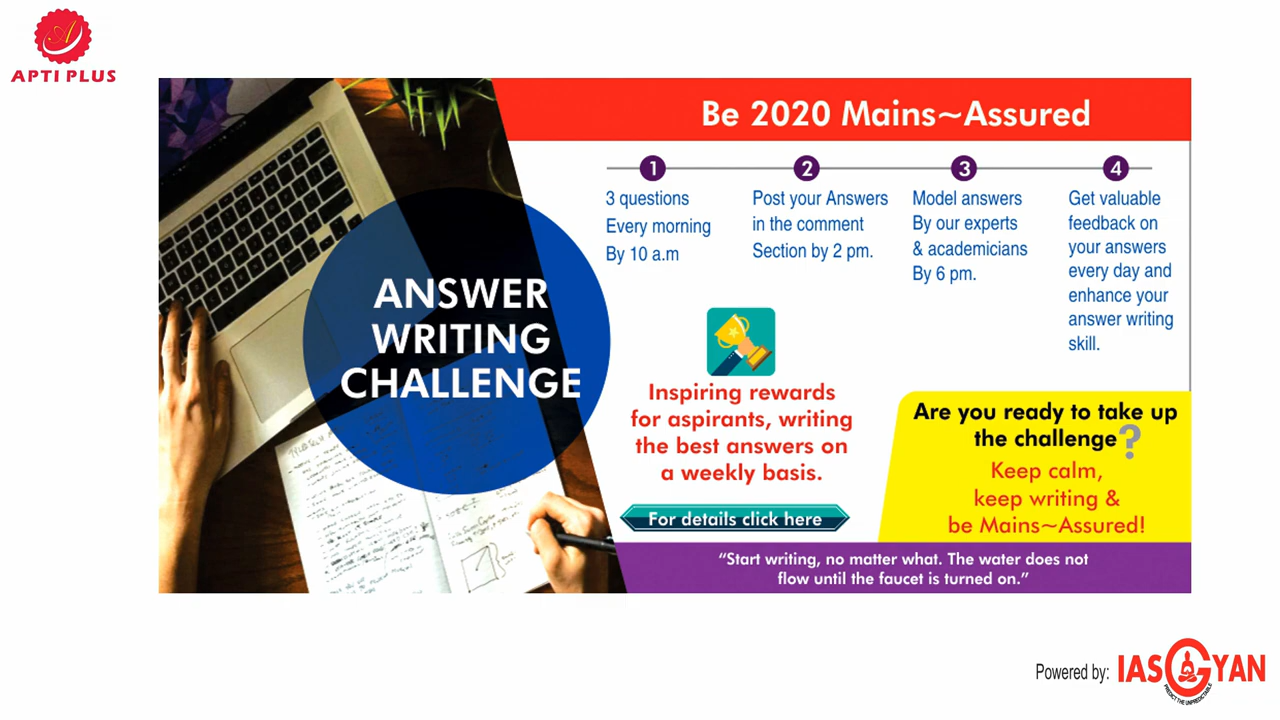 APTI PLUS
Be 2020 Mains~Assured
1
3 questions
Every morning
By 10 a.m
2
Post your Answers
in the comment
Section by 2 pm.
3
Model answers
By our experts
& academicians
By 6 pm.
4
Get valuable
feedback on
your answers
every day and
enhance your
answer writing
skill.
ANSWER
WRITING
CHALLENGE
Inspiring rewards
for aspirants, writing
the best answers on
a weekly basis.
For details click here
Are you ready to take up
the challenge?
Keep calm,
keep writing &
be Mains~Assured!
“Start writing, no matter what. The water does not
flow until the faucet is turned on.”
Powered by: IASGYAN
PREDICT THE UNPREDICTABLE